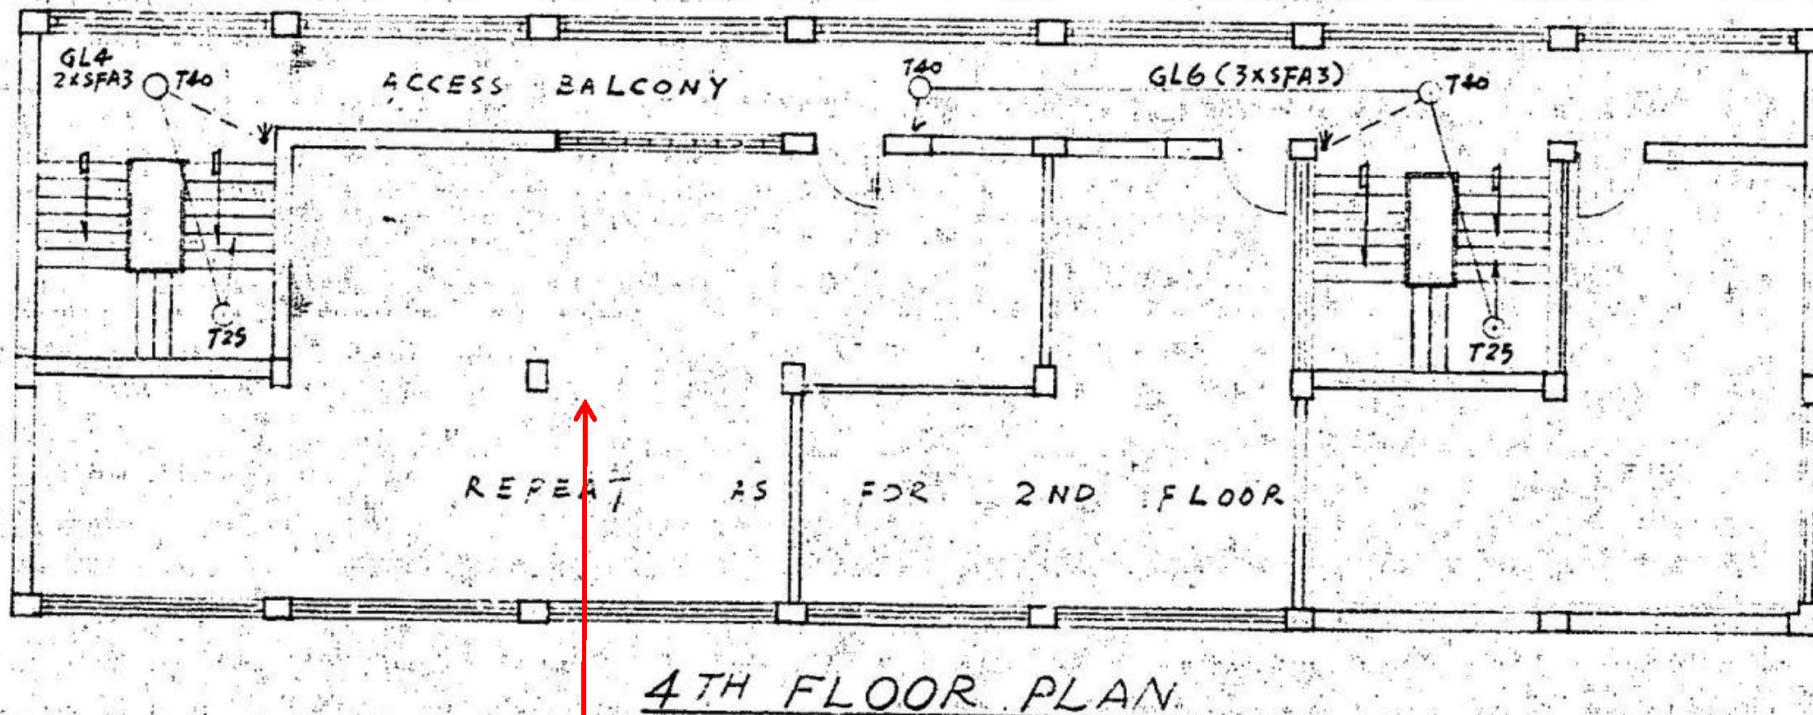 GL4
2xSFA3 T40
ACCESS BALCONY
T40
GL6 (3xSFA3)
T40
T25
T25
REPEAT AS FOR 2ND FLOOR
4TH FLOOR PLAN